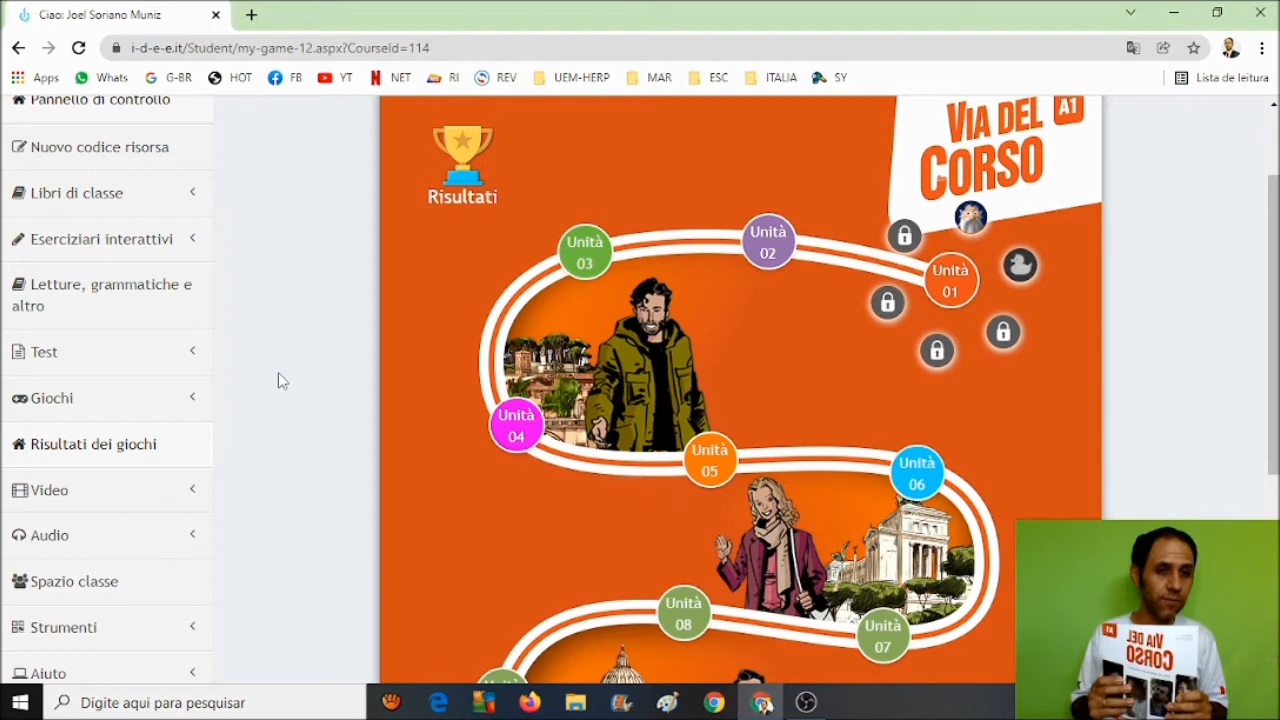 Ciao: Joel Soriano Muniz
i-d-e-e.it/Student/my-game-12.aspx?CourseId=114
Apps Whats G-BR HOT FB YT NET RI REV UEM-HERP MAR ESC ITALIA SY Lista de leitura
Pannello di controllo
Nuovo codice risorsa
Libri di classe
Eserciziari interattivi
Letture, grammatiche e
altro
Test
Giochi
Risultati dei giochi
Video
Audio
Spazio classe
Strumenti
Aiuto
Risultati
VIA DEL A1
CORSO
Unità
03
Unità
02
Unità
01
Unità
04
Unità
05
Unità
06
Unità
08
Unità
07
A1
VIA DEL
CORSO
Digite aqui para pesquisar